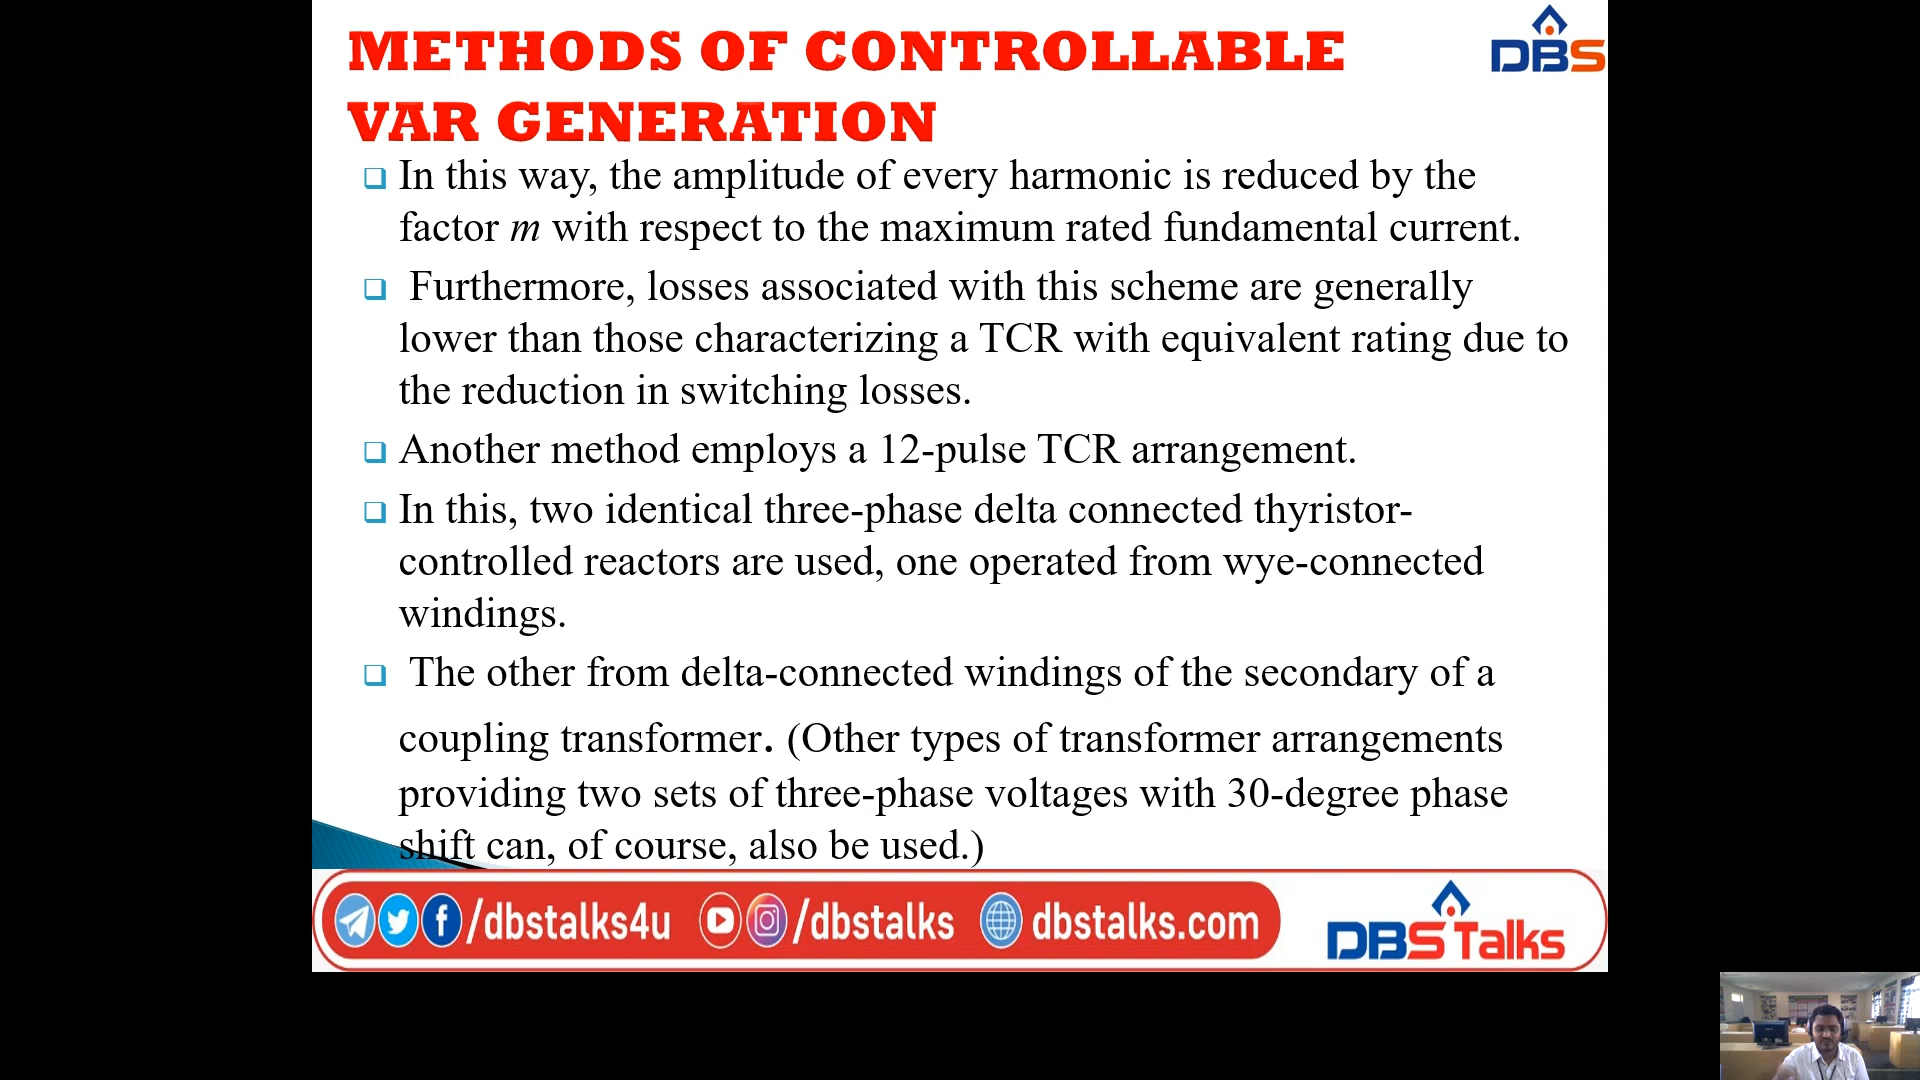 METHODS OF CONTROLLABLE
VAR GENERATION
DBS
In this way, the amplitude of every harmonic is reduced by the
factor m with respect to the maximum rated fundamental current.
Furthermore, losses associated with this scheme are generally
lower than those characterizing a TCR with equivalent rating due to
the reduction in switching losses.
Another method employs a 12-pulse TCR arrangement.
In this, two identical three-phase delta connected thyristor-
controlled reactors are used, one operated from wye-connected
windings.
The other from delta-connected windings of the secondary of a
coupling transformer. (Other types of transformer arrangements
providing two sets of three-phase voltages with 30-degree phase
shift can, of course, also be used.)
/dbstalks4u /dbstalks dbstalks.com
DBS Talks